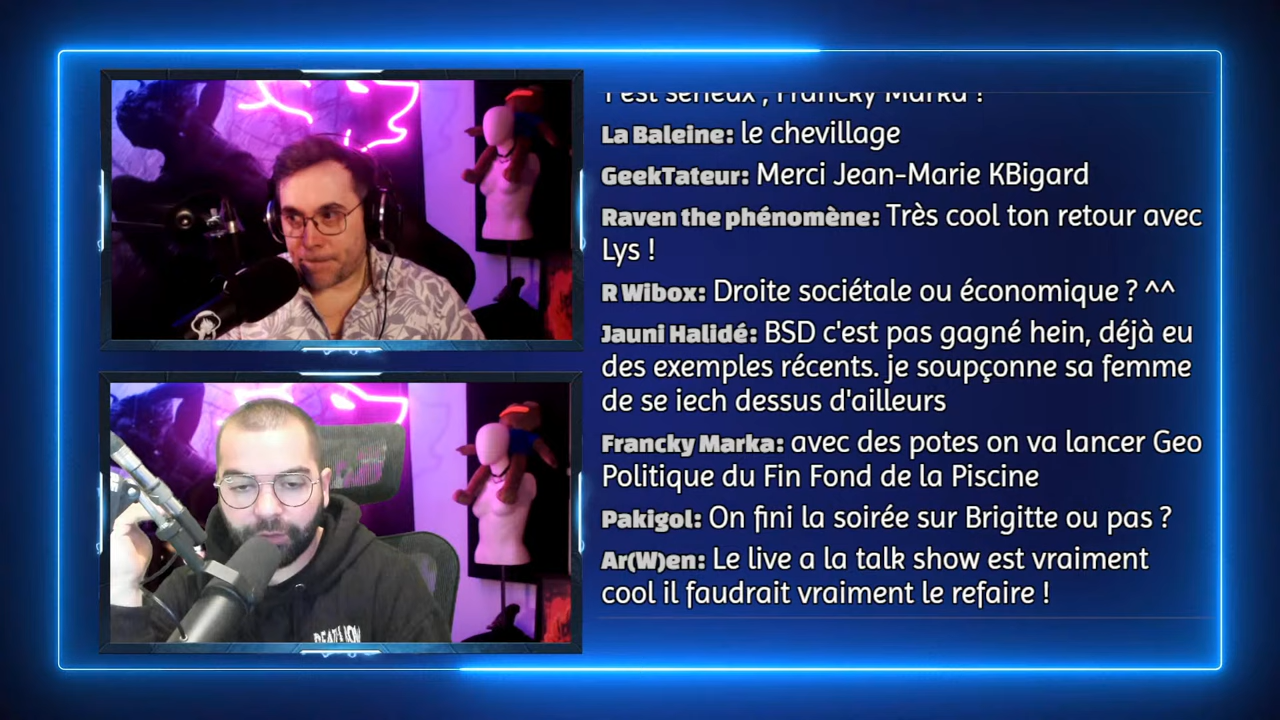 T'est sérieux , Francky Marka !
La Baleine: le chevillage
GeekTateur: Merci Jean-Marie KBigard
Raven the phénomène: Très cool ton retour avec
Lys !
R Wibox: Droite sociétale ou économique ? ^^
Jauni Halidé: BSD c'est pas gagné hein, déjà eu
des exemples récents. je soupçonne sa femme
de se iech dessus d'ailleurs
Francky Marka: avec des potes on va lancer Geo
Politique du Fin Fond de la Piscine
Pakigol: On fini la soirée sur Brigitte ou pas ?
Ar(W)en: Le live a la talk show est vraiment
cool il faudrait vraiment le refaire !